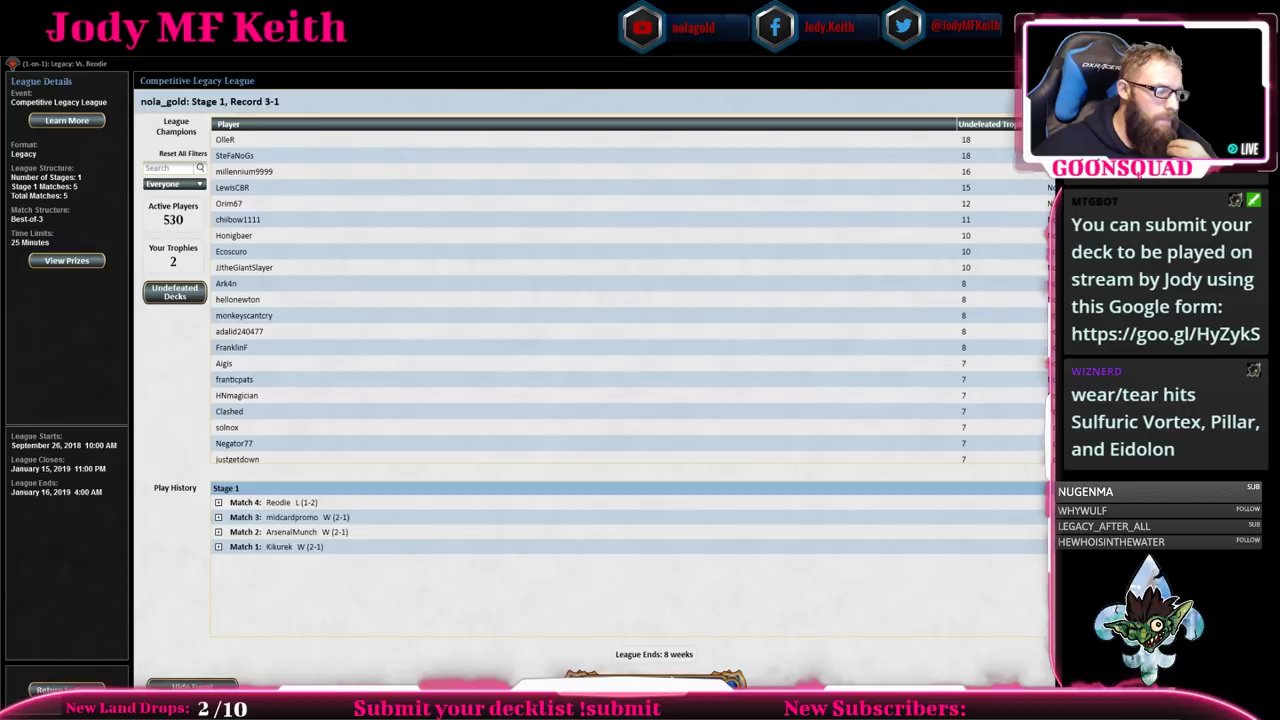 Jody MF Keith
nolagold
Jody.Keith
@JodyMFKeith
(1-on-1): Legacy: Vs. Reodie
League Details
Event:
Competitive Legacy League
Learn More
Format:
Legacy
League Structure:
Number of Stages: 1
Stage 1 Matches: 5
Total Matches: 5
Match Structure:
Best-of-3
Time Limits:
25 Minutes
View Prizes
League Starts:
September 26, 2018 10:00 AM
League Closes:
January 15, 2019 11:00 PM
League Ends:
January 16, 2019 4:00 AM
Competitive Legacy League
nola_gold: Stage 1, Record 3-1
League
Champions
Reset All Filters
Search
Everyone
Active Players
530
Your Trophies
2
Undefeated
Decks
Player Undefeated
OlleR 18
SteFaNoGs 18
millennium9999 16
LewisCBR 15
Orim67 12
chiibow1111 11
Honigbaer 10
Ecoscuro 10
JJtheGiantSlayer 10
Ark4n 8
hellonewton 8
monkeyscantcry 8
adalid240477 8
FranklinF 8
Aigis 7
franticpats 7
HNmagician 7
Clashed 7
solnox 7
Negator77 7
justgetdown 7
Play History
Stage 1
Match 4: Reodie L (1-2)
Match 3: midcardpromo W (2-1)
Match 2: ArsenalMunch W (2-1)
Match 1: Kikurek W (2-1)
League Ends: 8 weeks
DXRACER
LIVE
GOONSQUAD
MTGBOT
You can submit your
deck to be played on
stream by Jody using
this Google form:
https://goo.gl/HyZykS
WIZNERD
wear/tear hits
Sulfuric Vortex, Pillar,
and Eidolon
NUGENMA SUB
WHYWULF FOLLOW
LEGACY_AFTER_ALL SUB
HEWHOISINTHEWATER FOLLOW
New Land Drops: 2/10
Submit your decklist !submit
New Subscribers: